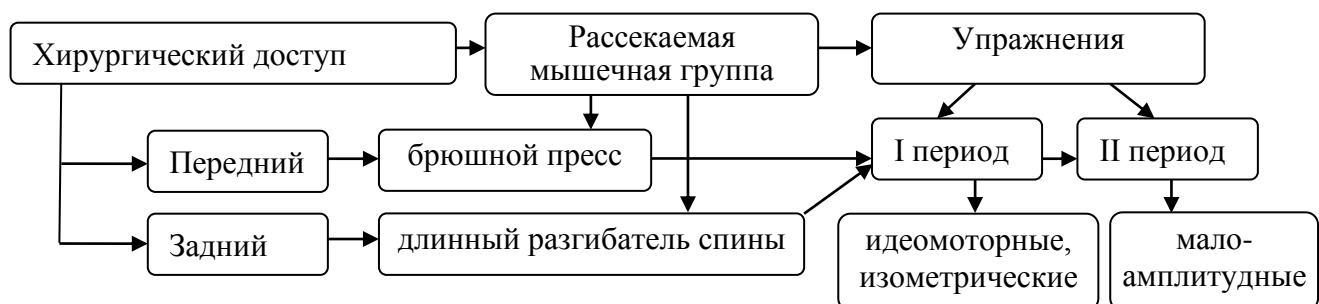 Хирургический доступ
Рассекаемая
мышечная группа
Упражнения
Передний
брюшной пресс
I период
II период
Задний
длинный разгибатель спины
идеомоторные,
изометрические
мало-
амплитудные